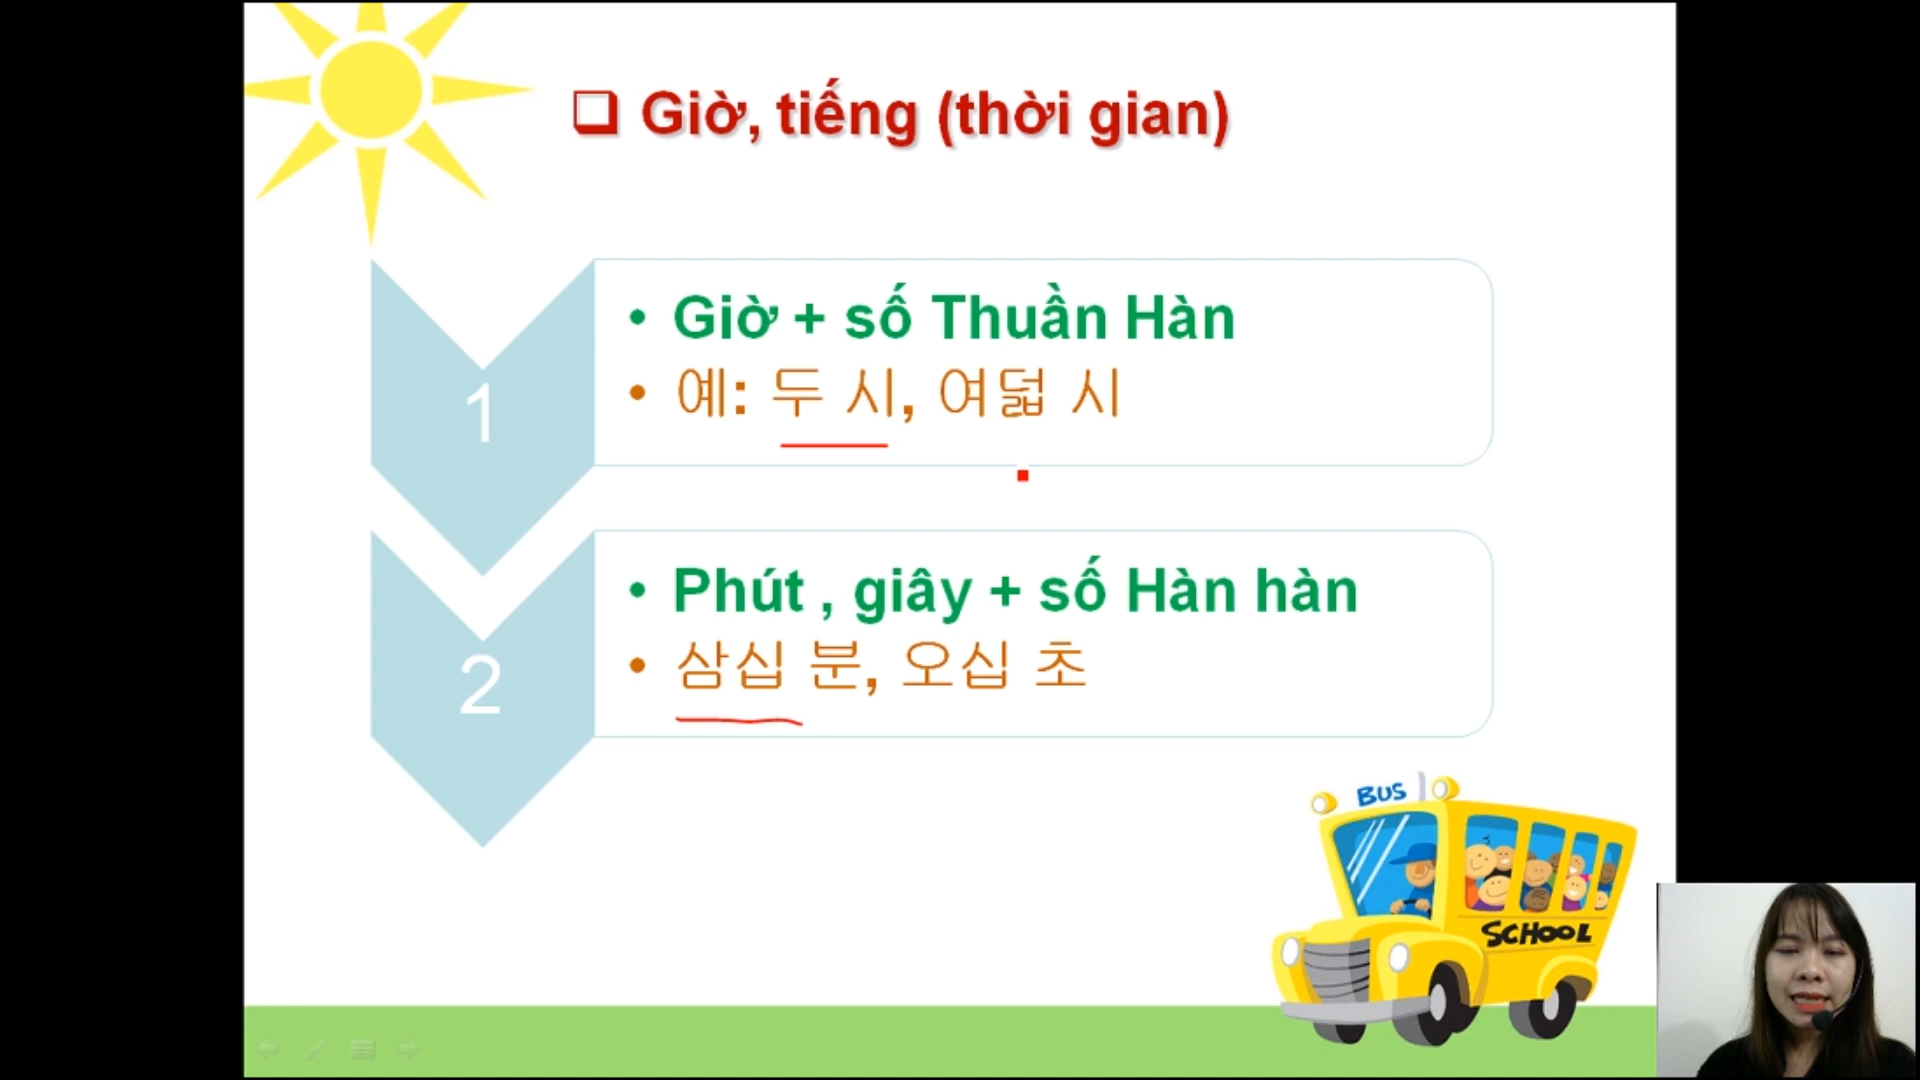 ❑ Giờ, tiếng (thời gian)
1
• Giờ + số Thuần Hàn
• 예: 두 시, 여덟 시
2
• Phút , giây + số Hàn hàn
• 삼십 분, 오십 초
BUS
SCHOOL